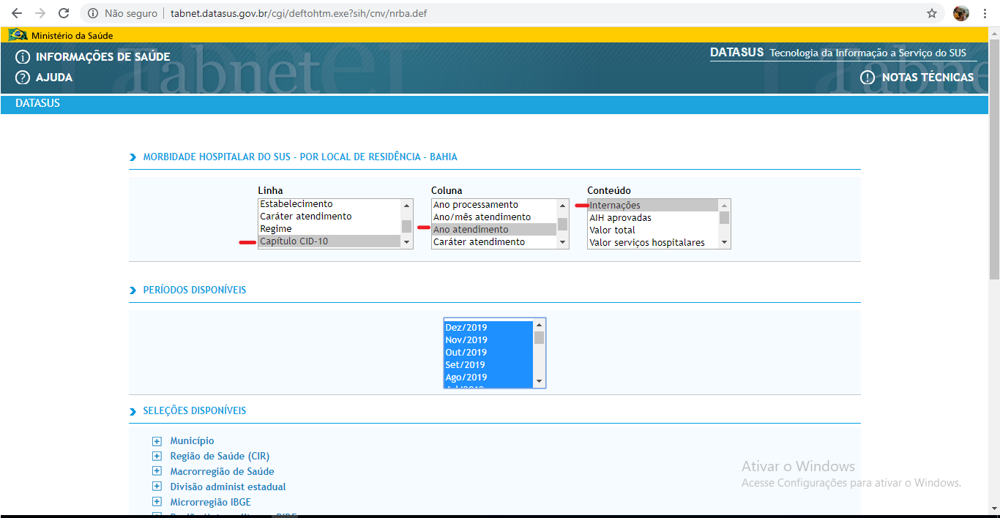 Não seguro | tabnet.datasus.gov.br/cgi/deftohtm.exe?sih/cnv/nrba.def
Ministério da Saúde
Tabnet
INFORMAÇÕES DE SAÚDE
DATASUS Tecnologia da Informação a Serviço do SUS
AJUDA
NOTAS TÉCNICAS
DATASUS
MORBIDADE HOSPITALAR DO SUS - POR LOCAL DE RESIDÊNCIA - BAHIA
Linha
Estabelecimento
Caráter atendimento
Regime
Capítulo CID-10
Coluna
Ano processamento
Ano/mês atendimento
Ano atendimento
Caráter atendimento
Conteúdo
Internações
AIH aprovadas
Valor total
Valor serviços hospitalares
PERÍODOS DISPONÍVEIS
Dez/2019
Nov/2019
Out/2019
Set/2019
Ago/2019
SELEÇÕES DISPONÍVEIS
Município
Região de Saúde (CIR)
Macrorregião de Saúde
Divisão administ estadual
Microrregião IBGE
Ativar o Windows
Acesse Configurações para ativar o Windows.